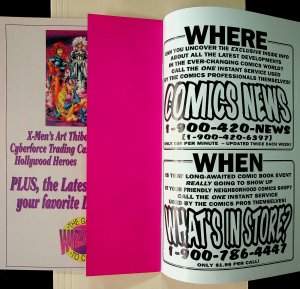 X-Men's Art Thibe
Cyberforce Trading Ca
Hollywood Heroes
PLUS, the Lates
your favorite
THE G
WIZ
TO C
WHERE
CAN YOU UNCOVER THE EXCLUSIVE INSIDE INFO
ABOUT ALL THE LATEST DEVELOPMENTS
IN THE EVER-CHANGING COMICS WORLD?
CALL THE ONE INSTANT SERVICE USED
BY THE COMICS PROFESSIONALS THEMSELVES!
COMICS NEWS
1-900-420-NEWS
[1-900-420-6397]
ONLY PER MINUTE – UPDATED TWICE EACH WEEK!
WHEN
IS THAT LONG-AWAITED COMIC BOOK EVENT
REALLY GOING TO SHOW UP
AT YOUR FRIENDLY NEIGHBORHOOD COMICS SHOP?
CALL THE ONE INSTANT SERVICE
USED BY THE COMICS PROS THEMSELVES!
WHAT'S IN STORE?
1-900-786-4447
ONLY $1.99 PER CALL!